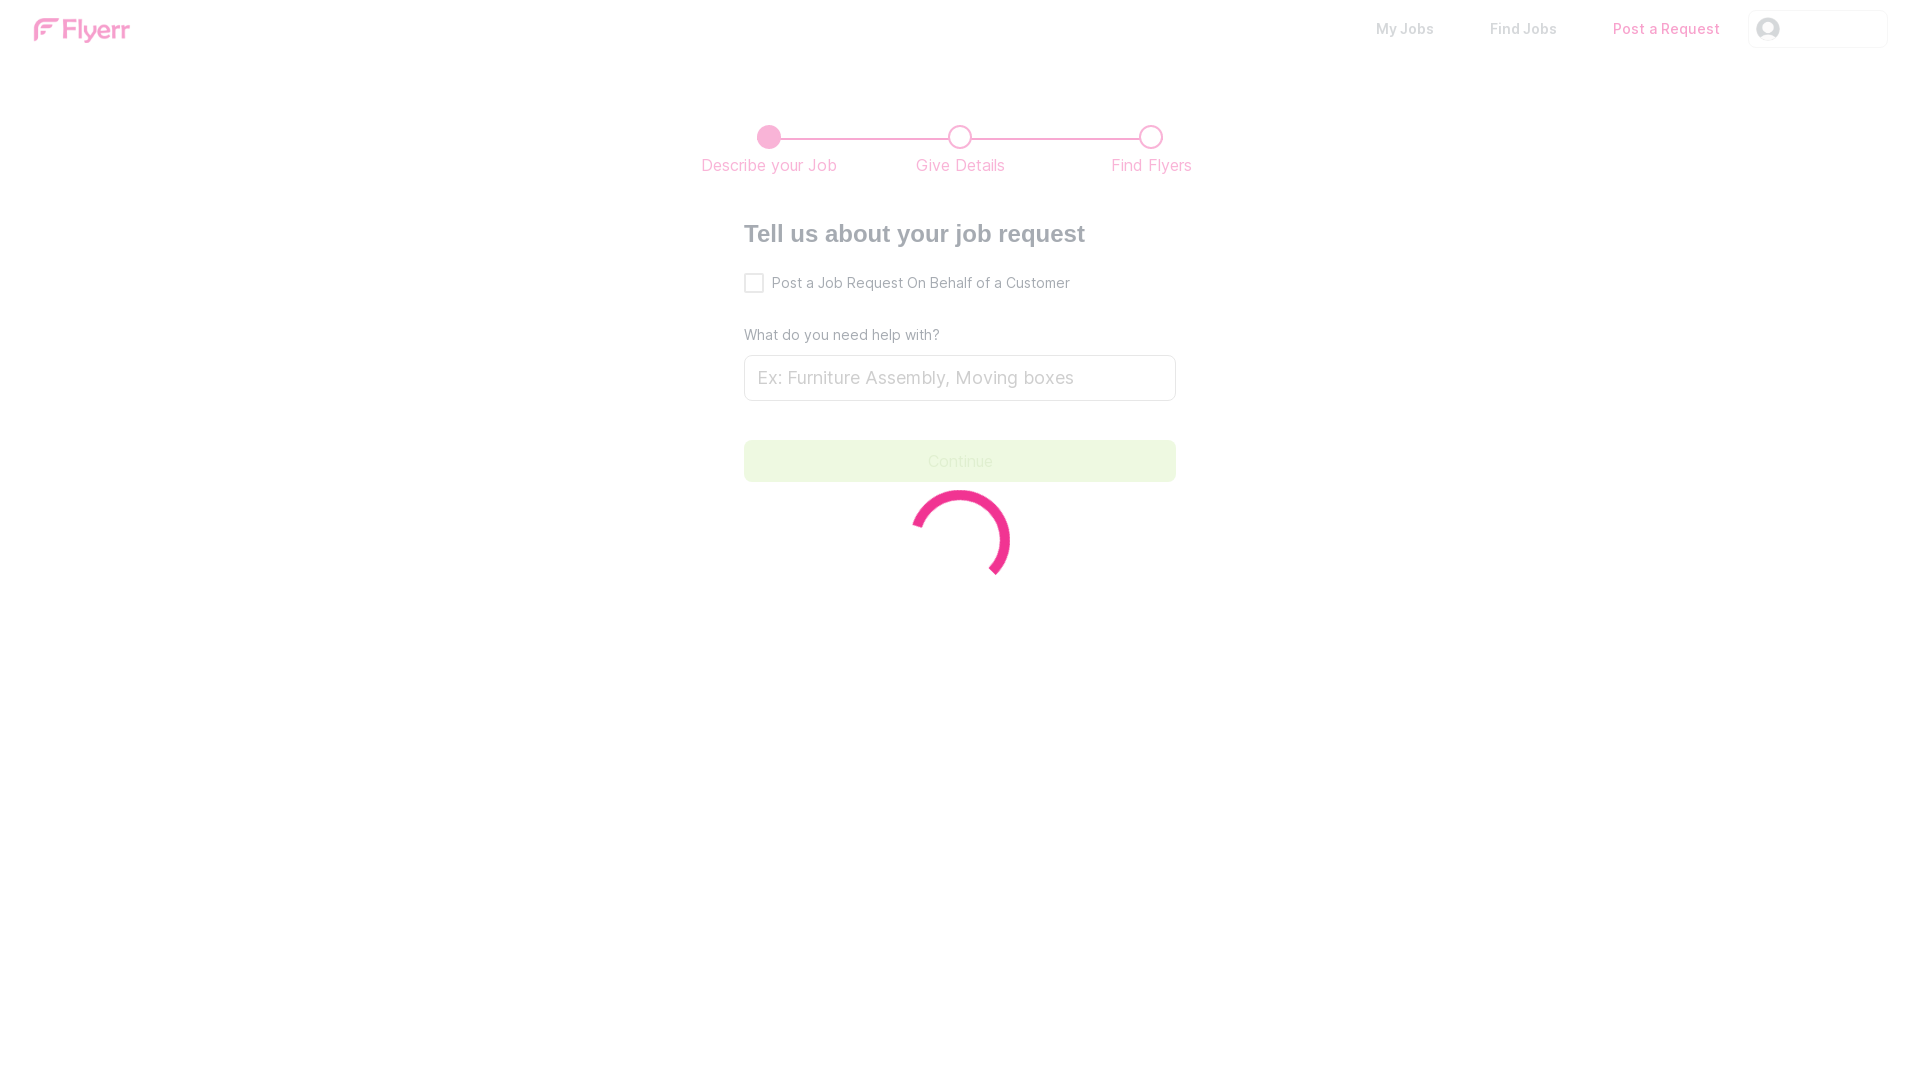 Flyerr
My Jobs
Find Jobs
Post a Request
Describe your Job
Give Details
Find Flyers
Tell us about your job request
Post a Job Request On Behalf of a Customer
What do you need help with?
Ex: Furniture Assembly, Moving boxes
Continue